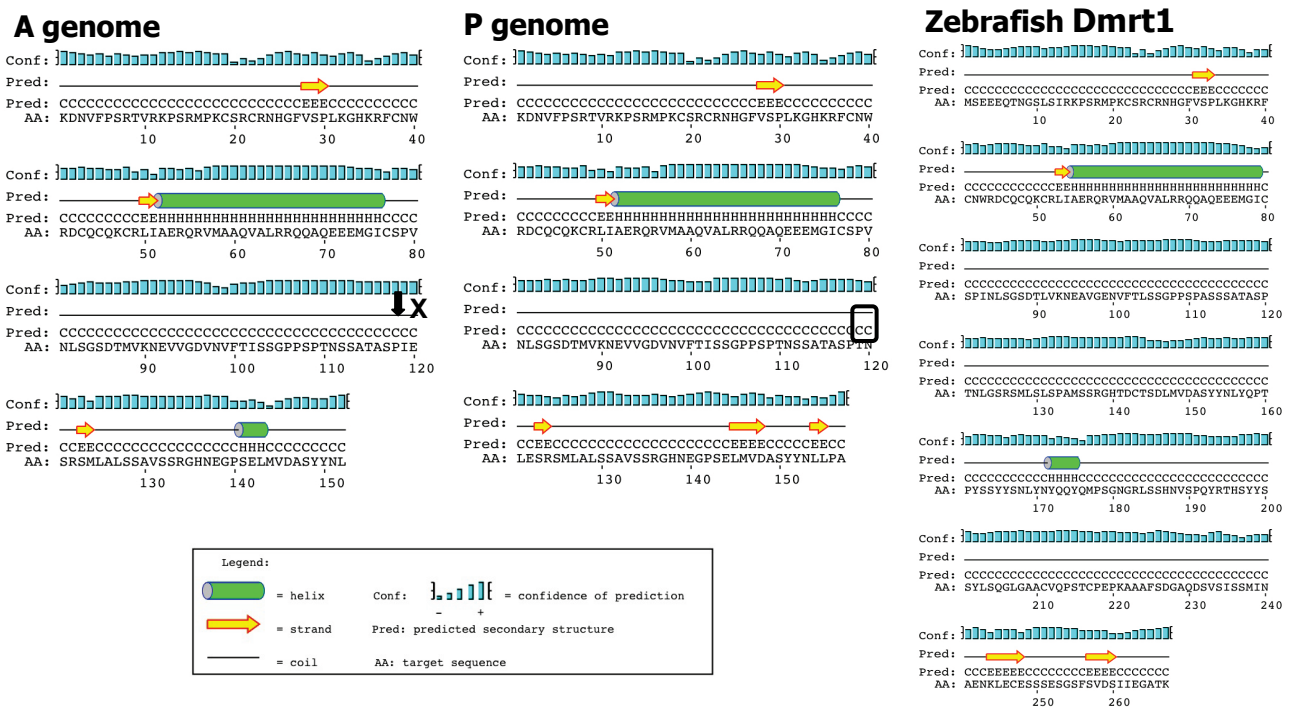 A genome
Conf:
Pred:
Pred: CCCCCCCCCCCCCCCCCCCCCCCCCCCEEECCCCCCCCCC
AA: KDNVFPSRTVRKPSRMPKCSRCRNHGFVSPLKGHKRFCNW
10 20 30 40
Conf:
Pred:
Pred: CCCCCCCCCEEHHHHHHHHHHHHHHHHHHHHHHHHHCCCC
AA: RDCQCQKCRLIAERQRVMAAQVALRRQQAQEEEMGICSPV
50 60 70 80
Conf:
Pred: X
Pred: CCCCCCCCCCCCCCCCCCCCCCCCCCCCCCCCCCCCCCCC
AA: NLSGSDTMVKNEVVGDVNVFTISSGPPSPTNSSATASPIE
90 100 110 120
Conf:
Pred:
Pred: CCEECCCCCCCCCCCCCCCCHHHCCCCCCCCC
AA: SRSMLALSSAVSSRGHNEGPSELMVDASYYNL
130 140 150
P genome
Conf:
Pred:
Pred: CCCCCCCCCCCCCCCCCCCCCCCCCCCEEECCCCCCCCCC
AA: KDNVFPSRTVRKPSRMPKCSRCRNHGFVSPLKGHKRFCNW
10 20 30 40
Conf:
Pred:
Pred: CCCCCCCCCEEHHHHHHHHHHHHHHHHHHHHHHHHHCCCC
AA: RDCQCQKCRLIAERQRVMAAQVALRRQQAQEEEMGICSPV
50 60 70 80
Conf:
Pred:
Pred: CCCCCCCCCCCCCCCCCCCCCCCCCCCCCCCCCCCCCCCC
AA: NLSGSDTMVKNEVVGDVNVFTISSGPPSPTNSSATASPTN
90 100 110 120
Conf:
Pred:
Pred: CCEECCCCCCCCCCCCCCCCCCCCEEEECCCCCEECC
AA: LESRSMLALSSAVSSRGHNEGPSELMVDASYYNLLPA
130 140 150
Zebrafish Dmrt1
Conf:
Pred:
Pred: CCCCCCCCCCCCCCCCCCCCCCCCCCCCCCEEECCCCCCC
AA: MSEEEQTNGSLSIRKPSRMPKCSRCRNHGFVSPLKGHKRF
10 20 30 40
Conf:
Pred:
Pred: CCCCCCCCCCCCEEHHHHHHHHHHHHHHHHHHHHHHHHHC
AA: CNWRDCQCQKCRLIAERQRVMAAQVALRRQQAQEEEMGIC
50 60 70 80
Conf:
Pred:
Pred: CCCCCCCCCCCCCCCCCCCCCCCCCCCCCCCCCCCCCCCC
AA: SPINLSGSDTLVKNEAVGENVFTLSSGPPSPASSSATASP
90 100 110 120
Conf:
Pred:
Pred: CCCCCCCCCCCCCCCCCCCCCCCCCCCCCCCCCCCCCCCC
AA: TNLGSRSMLSLSPAMSSRGHTDCTSDLMVDASYYNLYQPT
130 140 150 160
Conf:
Pred:
Pred: CCCCCCCCCCCHHHHCCCCCCCCCCCCCCCCCCCCCCCCC
AA: PYSSYYSNLYNYQQYQMPSGNGRLSSHNVSPQYRTHSYYS
170 180 190 200
Conf:
Pred:
Pred: CCCCCCCCCCCCCCCCCCCCCCCCCCCCCCCCCCCCCCCC
AA: SYLSQGLGAACVQPSTCPEPKAAAFSDGAQDSVSISSMIN
210 220 230 240
Conf:
Pred:
Pred: CCCEEEEECCCCCCCCEEEECCCCCCC
AA: AENKLECESSSESGSFSVDSIIEGATK
250 260
Legend:
= helix Conf: = confidence of prediction
- +
= strand Pred: predicted secondary structure
= coil AA: target sequence